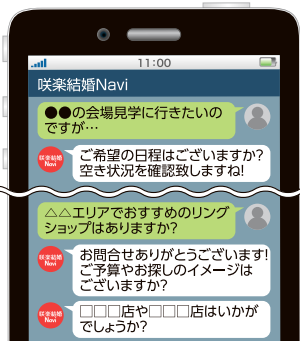 11:00
咲楽結婚Navi
●●の会場見学に行きたいの
ですが…
咲楽結婚
Navi
ご希望の日程はございますか?
空き状況を確認致しますね!
△△エリアでおすすめのリング
ショップはありますか?
咲楽結婚
Navi
お問合せありがとうございます!
ご予算やお探しのイメージは
ございますか?
咲楽結婚
Navi
□□□店や□□□店はいかが
でしょうか?